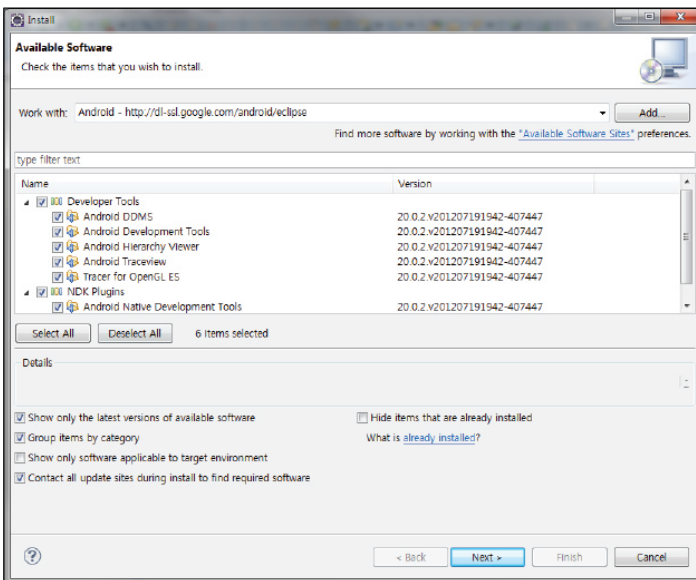 Install
Available Software
Check the items that you wish to install.
Work with: Android - http://dl-ssl.google.com/android/eclipse Add...
Find more software by working with the "Available Software Sites" preferences.
type filter text
Name Version
Developer Tools
Android DDMS 20.0.2.v201207191942-407447
Android Development Tools 20.0.2.v201207191942-407447
Android Hierarchy Viewer 20.0.2.v201207191942-407447
Android Traceview 20.0.2.v201207191942-407447
Tracer for OpenGL ES 20.0.2.v201207191942-407447
NDK Plugins
Android Native Development Tools 20.0.2.v201207191942-407447
Select All Deselect All 6 items selected
Details
Show only the latest versions of available software Hide items that are already installed
Group items by category What is already installed?
Show only software applicable to target environment
Contact all update sites during install to find required software
? < Back Next > Finish Cancel